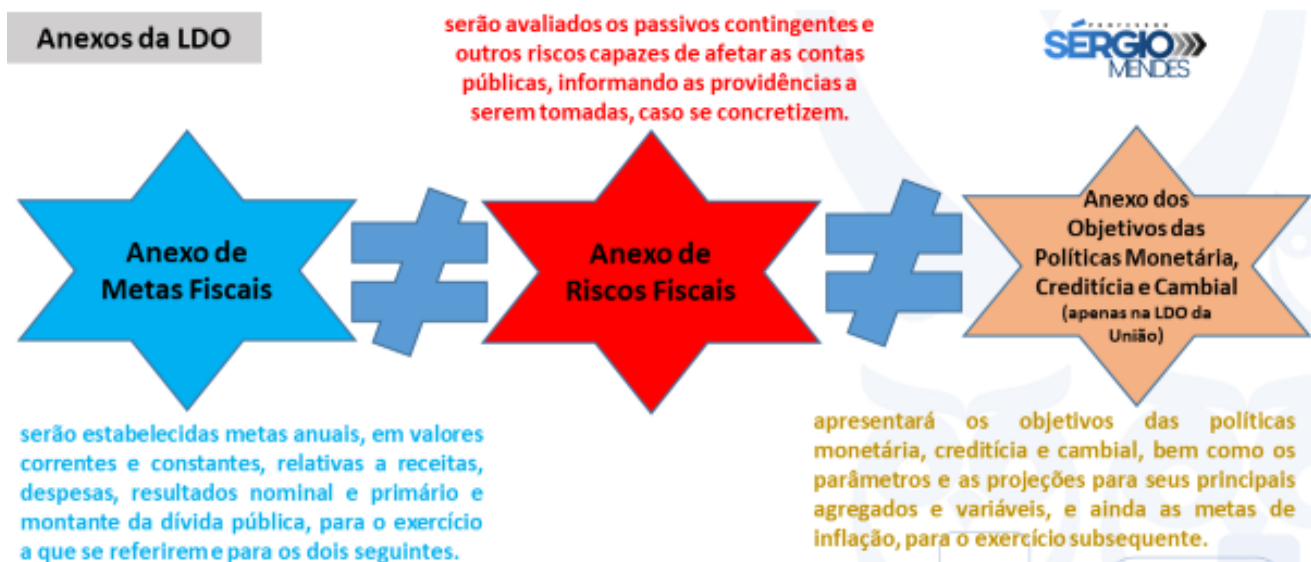 Anexos da LDO
serão avaliados os passivos contingentes e
outros riscos capazes de afetar as contas
públicas, informando as providências a
serem tomadas, caso se concretizem.
PROFESSOR
SÉRGIO
MENDES
Anexo de
Metas Fiscais
≠
Anexo de
Riscos Fiscais
≠
Anexo dos
Objetivos das
Políticas Monetária,
Creditícia e Cambial
(apenas na LDO da
União)
serão estabelecidas metas anuais, em valores
correntes e constantes, relativas a receitas,
despesas, resultados nominal e primário e
montante da dívida pública, para o exercício
a que se referirem e para os dois seguintes.
apresentará os objetivos das políticas
monetária, creditícia e cambial, bem como os
parâmetros e as projeções para seus principais
agregados e variáveis, e ainda as metas de
inflação, para o exercício subsequente.